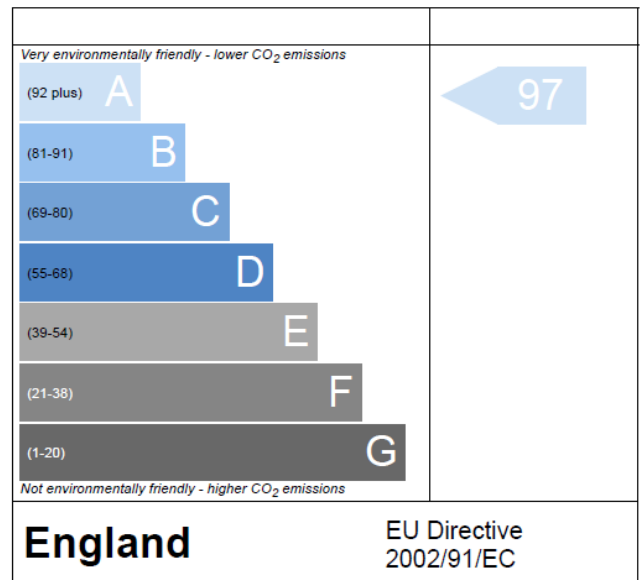 Very environmentally friendly - lower CO2 emissions
(92 plus) A 97
(81-91) B
(69-80) C
(55-68) D
(39-54) E
(21-38) F
(1-20) G
Not environmentally friendly - higher CO2 emissions
England
EU Directive
2002/91/EC